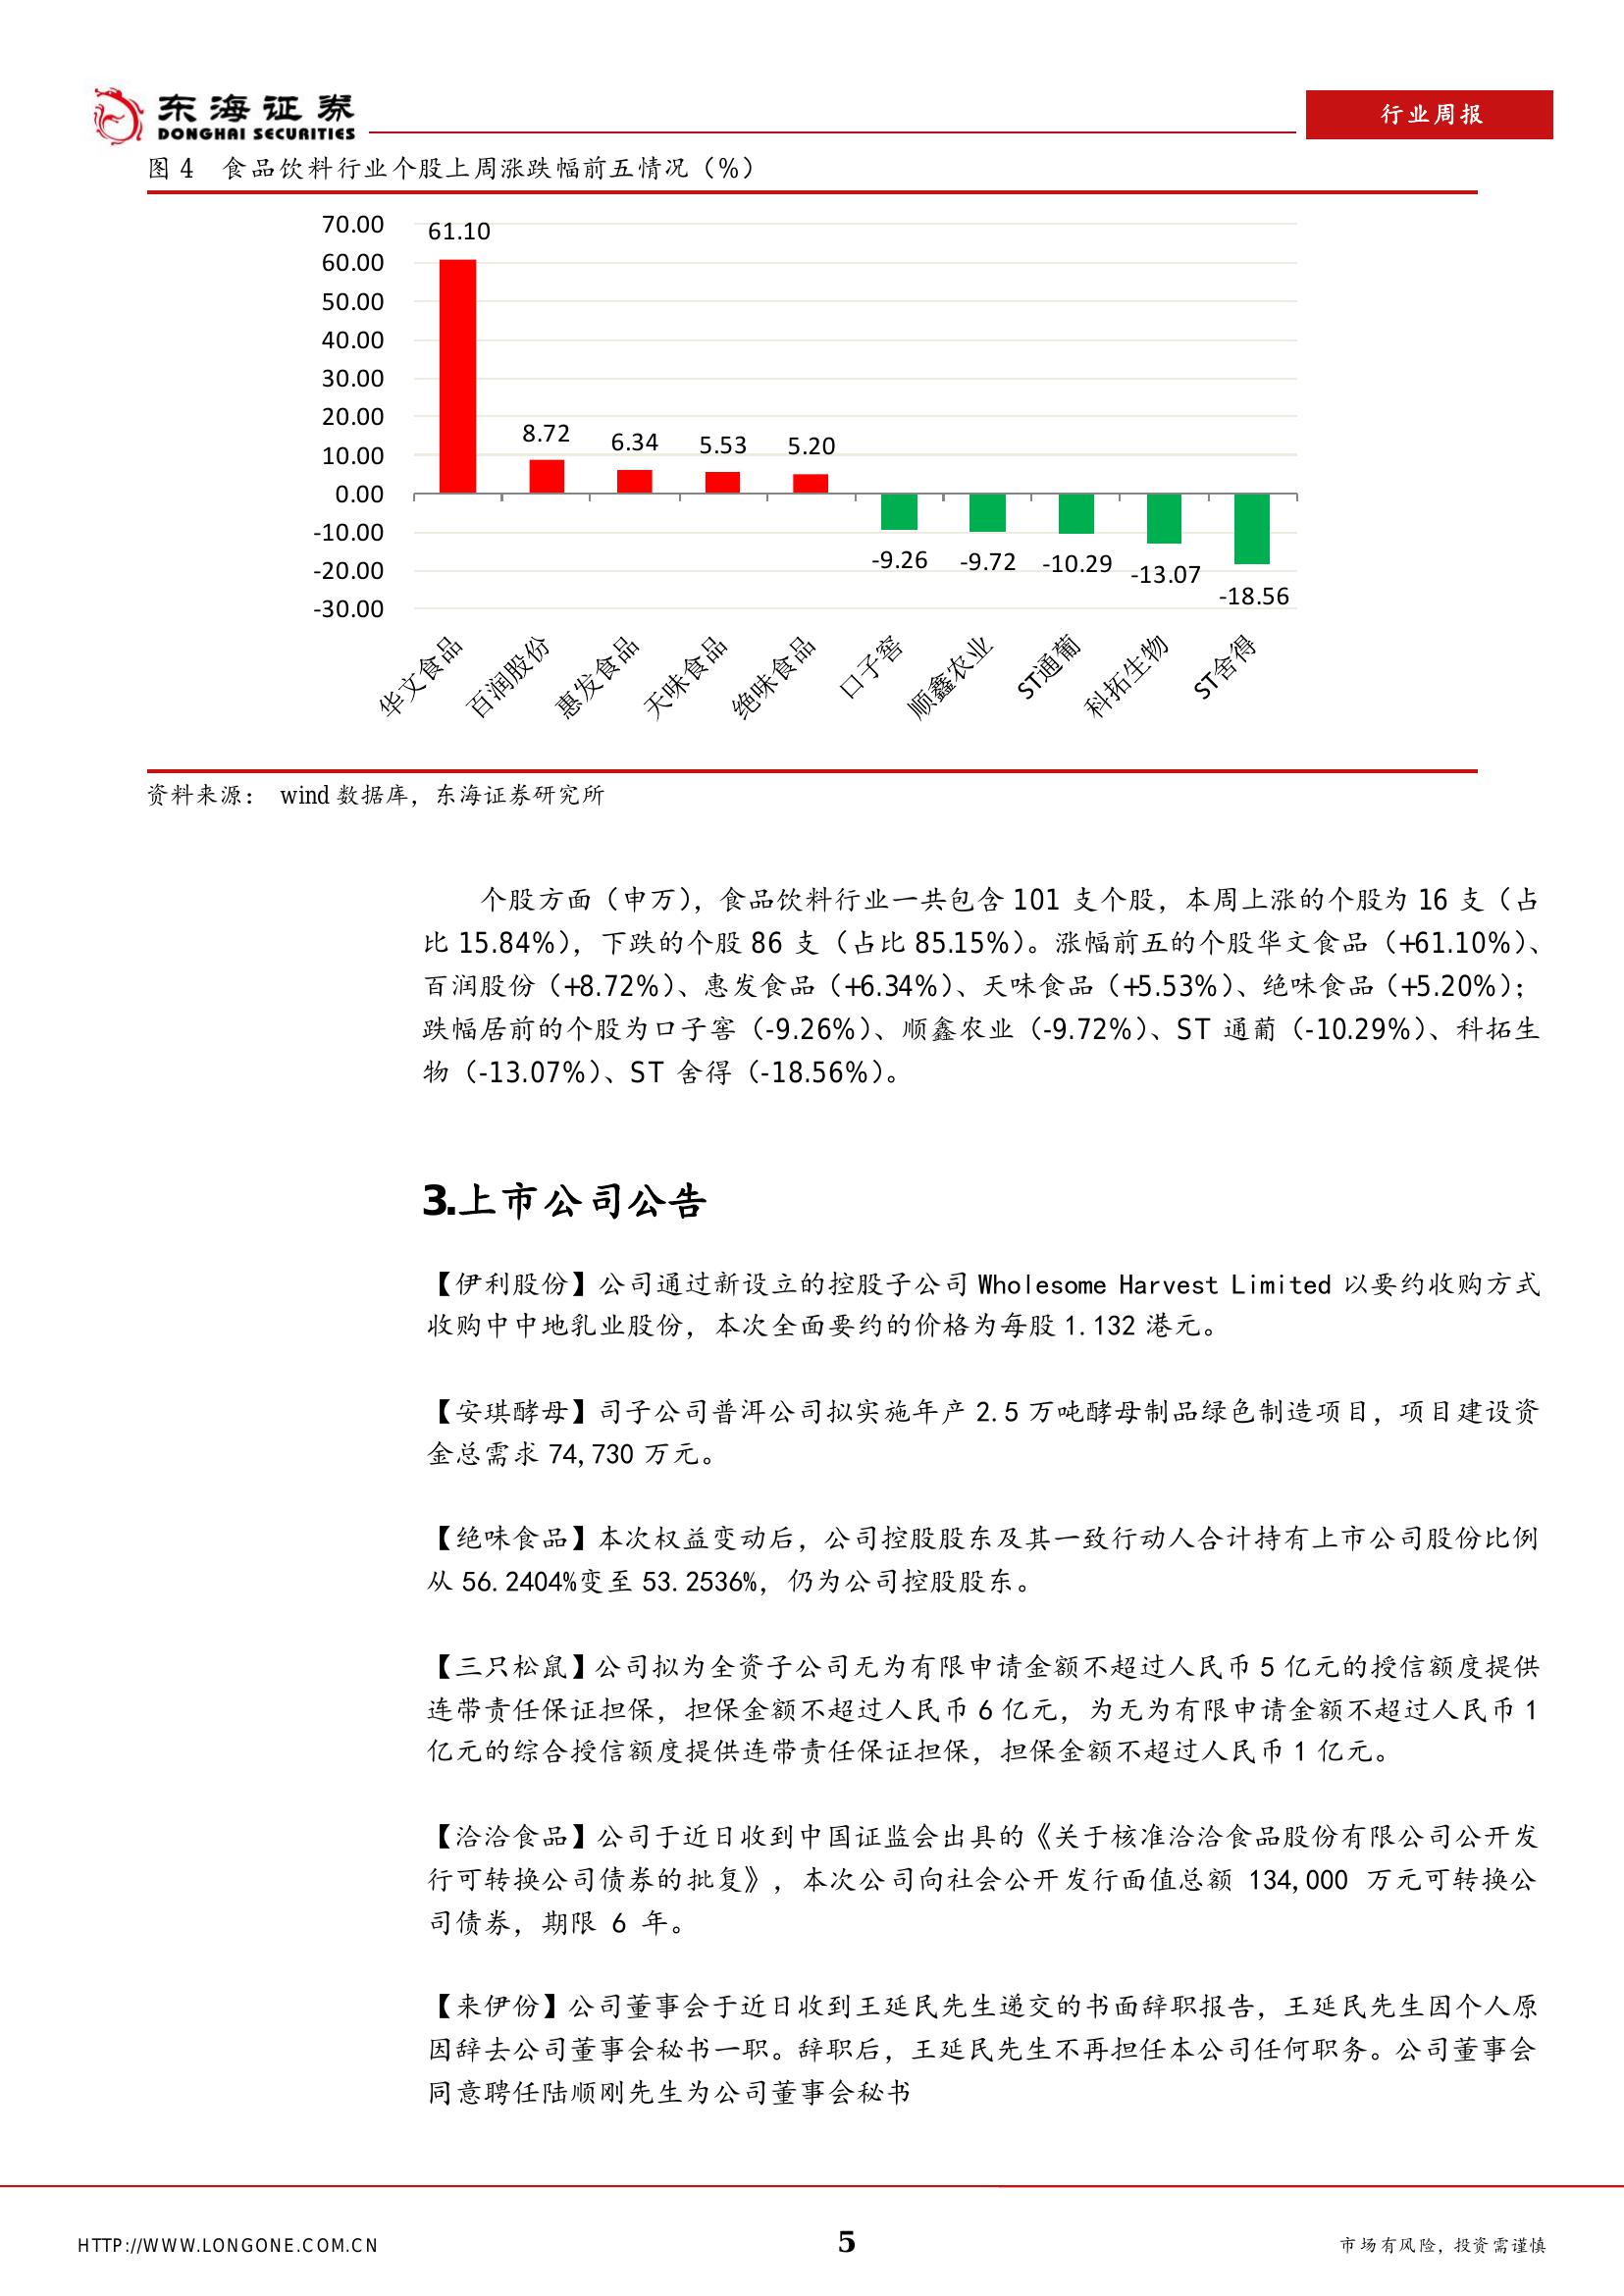 东海证券
DONGHAI SECURITIES
行业周报
图 4 食品饮料行业个股上周涨跌幅前五情况（%）
70.00
60.00
50.00
40.00
30.00
20.00
10.00
0.00
-10.00
-20.00
-30.00
61.10
8.72
6.34
5.53
5.20
-9.26
-9.72
-10.29
-13.07
-18.56
华文食品
百润股份
惠发食品
天味食品
绝味食品
口子窖
顺鑫农业
ST通葡
科拓生物
ST舍得
资料来源： wind 数据库，东海证券研究所
个股方面（申万），食品饮料行业一共包含 101 支个股，本周上涨的个股为 16 支（占
比 15.84%），下跌的个股 86 支（占比 85.15%）。涨幅前五的个股华文食品（+61.10%）、
百润股份（+8.72%）、惠发食品（+6.34%）、天味食品（+5.53%）、绝味食品（+5.20%）；
跌幅居前的个股为口子窖（-9.26%）、顺鑫农业（-9.72%）、ST 通葡（-10.29%）、科拓生
物（-13.07%）、ST 舍得（-18.56%）。
3.上市公司公告
【伊利股份】公司通过新设立的控股子公司 Wholesome Harvest Limited 以要约收购方式
收购中中地乳业股份，本次全面要约的价格为每股 1.132 港元。
【安琪酵母】司子公司普洱公司拟实施年产 2.5 万吨酵母制品绿色制造项目，项目建设资
金总需求 74,730 万元。
【绝味食品】本次权益变动后，公司控股股东及其一致行动人合计持有上市公司股份比例
从 56.2404%变至 53.2536%，仍为公司控股股东。
【三只松鼠】公司拟为全资子公司无为有限申请金额不超过人民币 5 亿元的授信额度提供
连带责任保证担保，担保金额不超过人民币 6 亿元，为无为有限申请金额不超过人民币 1
亿元的综合授信额度提供连带责任保证担保，担保金额不超过人民币 1 亿元。
【洽洽食品】公司于近日收到中国证监会出具的《关于核准洽洽食品股份有限公司公开发
行可转换公司债券的批复》，本次公司向社会公开发行面值总额 134,000 万元可转换公
司债券，期限 6 年。
【来伊份】公司董事会于近日收到王延民先生递交的书面辞职报告，王延民先生因个人原
因辞去公司董事会秘书一职。辞职后，王延民先生不再担任本公司任何职务。公司董事会
同意聘任陆顺刚先生为公司董事会秘书
HTTP://WWW.LONGONE.COM.CN
5
市场有风险，投资需谨慎